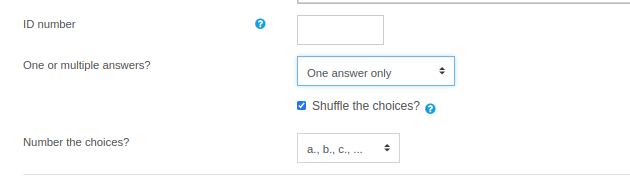 ID number
One or multiple answers?
One answer only
Shuffle the choices?
Number the choices?
a., b., c., ...